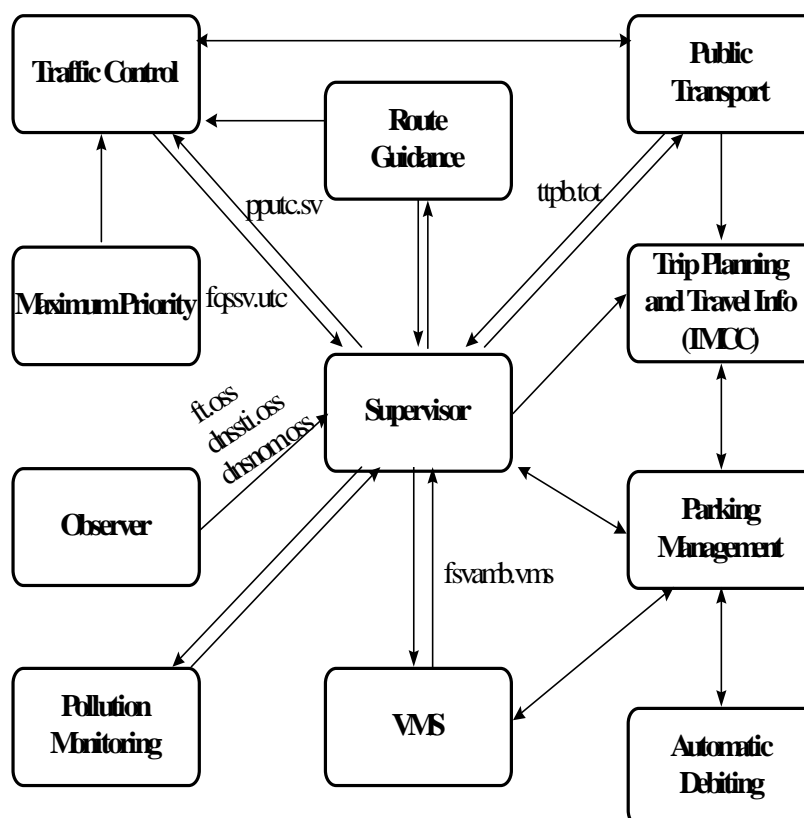 Traffic Control
Public
Transport
Route
Guidance
pputc.sv
ttpb.tot
Maximum Priority
fqssv.utc
Trip Planning
and Travel Info
(IMCC)
ft.oss
dnssti.oss
dnsnom.oss
Supervisor
Observer
Parking
Management
fsvamb.vms
Pollution
Monitoring
VMS
Automatic
Debiting